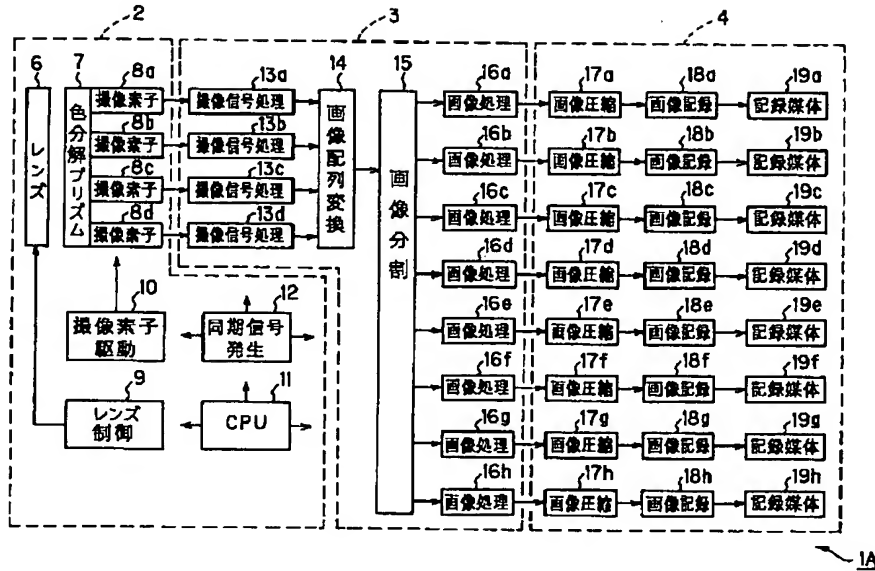 2
3
4
6
7
8a
13a
14
15
16a
17a
18a
19a
レンズ
色分解プリズム
撮像素子
撮像信号処理
画像配列変換
画像分割
画像処理
画像圧縮
画像記録
記録媒体
8b
13b
16b
17b
18b
19b
撮像素子
撮像信号処理
画像処理
画像圧縮
画像記録
記録媒体
8c
13c
16c
17c
18c
19c
撮像素子
撮像信号処理
画像処理
画像圧縮
画像記録
記録媒体
8d
13d
16d
17d
18d
19d
撮像素子
撮像信号処理
画像処理
画像圧縮
画像記録
記録媒体
10
12
16e
17e
18e
19e
撮像素子
駆動
同期信号
発生
画像処理
画像圧縮
画像記録
記録媒体
9
11
16f
17f
18f
19f
レンズ
制御
CPU
画像処理
画像圧縮
画像記録
記録媒体
16g
17g
18g
19g
画像処理
画像圧縮
画像記録
記録媒体
16h
17h
18h
19h
画像処理
画像圧縮
画像記録
記録媒体
1A